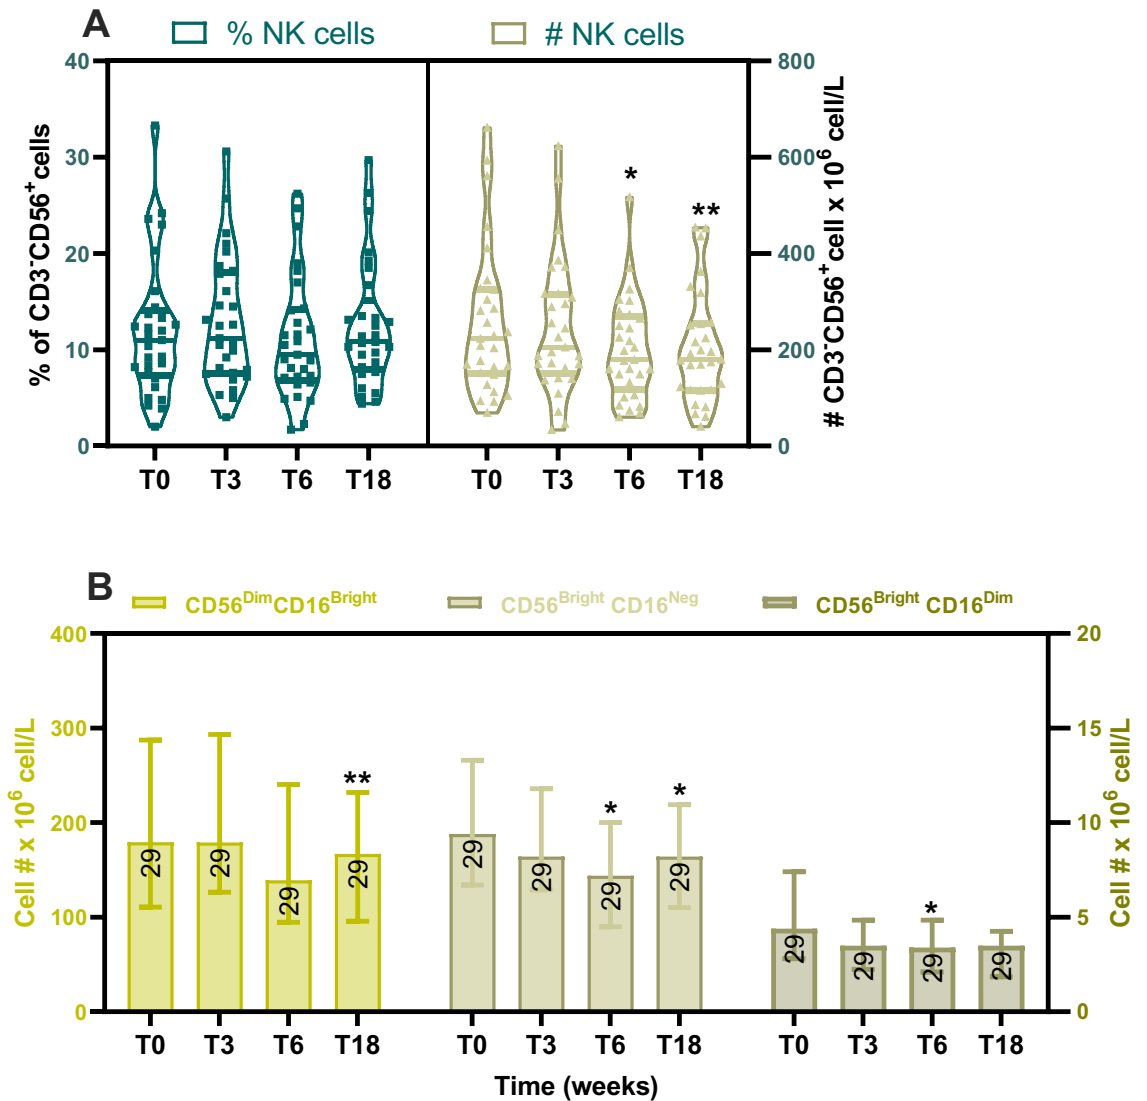 A
% NK cells
# NK cells
% of CD3⁻CD56⁺cells
40
30
20
10
0
800
600
400
200
0
# CD3⁻CD56⁺cell x 10⁶ cell/L
*
**
T0 T3 T6 T18 T0 T3 T6 T18
B
CD56ᴰⁱᵐCD16ᴮʳⁱᵍʰᵗ CD56ᴮʳⁱᵍʰᵗ CD16ᴺᵉᵍ CD56ᴮʳⁱᵍʰᵗ CD16ᴰⁱᵐ
Cell # x 10⁶ cell/L
400
300
200
100
0
20
15
10
5
0
Cell # x 10⁶ cell/L
** * * *
29 29 29 29 29 29 29 29 29 29 29 29
T0 T3 T6 T18 T0 T3 T6 T18 T0 T3 T6 T18
Time (weeks)